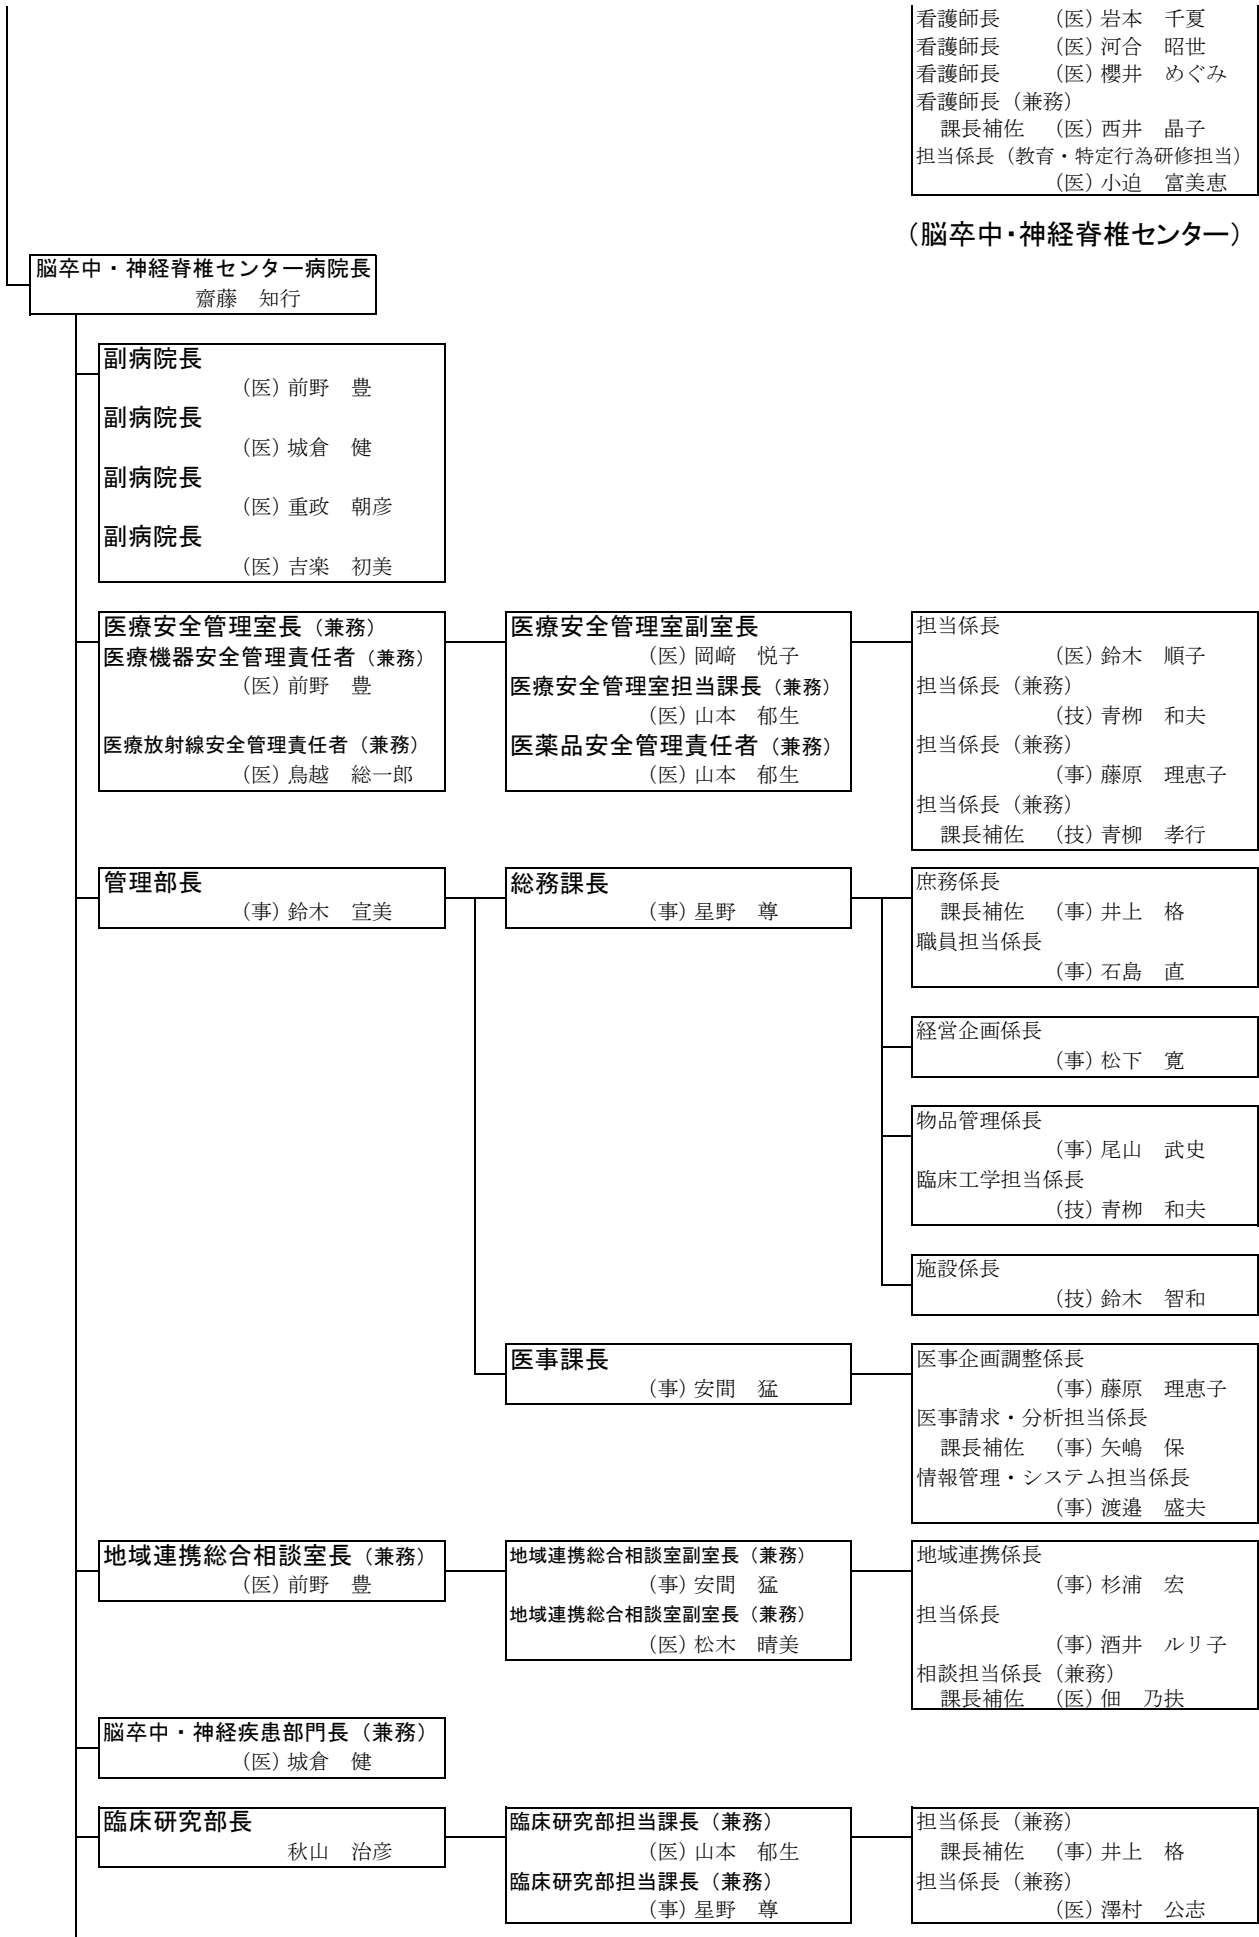 看護師長　（医）岩本　千夏
看護師長　（医）河合　昭世
看護師長　（医）櫻井　めぐみ
看護師長（兼務）
課長補佐　（医）西井　晶子
担当係長（教育・特定行為研修担当）
（医）小迫　富美恵
（脳卒中・神経脊椎センター）
脳卒中・神経脊椎センター病院長
齋藤　知行
副病院長
（医）前野　豊
副病院長
（医）城倉　健
副病院長
（医）重政　朝彦
副病院長
（医）吉楽　初美
医療安全管理室長（兼務）
医療機器安全管理責任者（兼務）
（医）前野　豊
医療放射線安全管理責任者（兼務）
（医）鳥越　総一郎
医療安全管理室副室長
（医）岡﨑　悦子
医療安全管理室担当課長（兼務）
（医）山本　郁生
医薬品安全管理責任者（兼務）
（医）山本　郁生
担当係長
（医）鈴木　順子
担当係長（兼務）
（技）青栁　和夫
担当係長（兼務）
（事）藤原　理恵子
担当係長（兼務）
課長補佐　（技）青柳　孝行
管理部長
（事）鈴木　宣美
総務課長
（事）星野　尊
庶務係長
課長補佐　（事）井上　格
職員担当係長
（事）石島　直
経営企画係長
（事）松下　寛
物品管理係長
（事）尾山　武史
臨床工学担当係長
（技）青栁　和夫
施設係長
（技）鈴木　智和
医事課長
（事）安間　猛
医事企画調整係長
（事）藤原　理恵子
医事請求・分析担当係長
課長補佐　（事）矢嶋　保
情報管理・システム担当係長
（事）渡邉　盛夫
地域連携総合相談室長（兼務）
（医）前野　豊
地域連携総合相談室副室長（兼務）
（事）安間　猛
地域連携総合相談室副室長（兼務）
（医）松木　晴美
地域連携係長
（事）杉浦　宏
担当係長
（事）酒井　ルリ子
相談担当係長（兼務）
課長補佐　（医）佃　乃扶
脳卒中・神経疾患部門長（兼務）
（医）城倉　健
臨床研究部長
秋山　治彦
臨床研究部担当課長（兼務）
（医）山本　郁生
臨床研究部担当課長（兼務）
（事）星野　尊
担当係長（兼務）
課長補佐　（事）井上　格
担当係長（兼務）
（医）澤村　公志